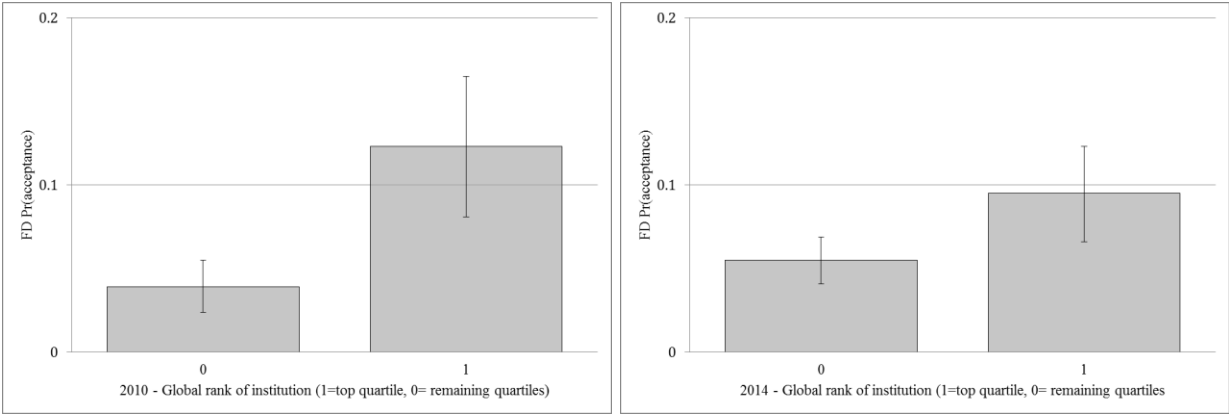 0.2
FD Pr(acceptance)
0.1
0
0
1
2010 - Global rank of institution (1=top quartile, 0= remaining quartiles)
0.2
FD Pr(acceptance)
0.1
0
0
1
2014 - Global rank of institution (1=top quartile, 0= remaining quartiles